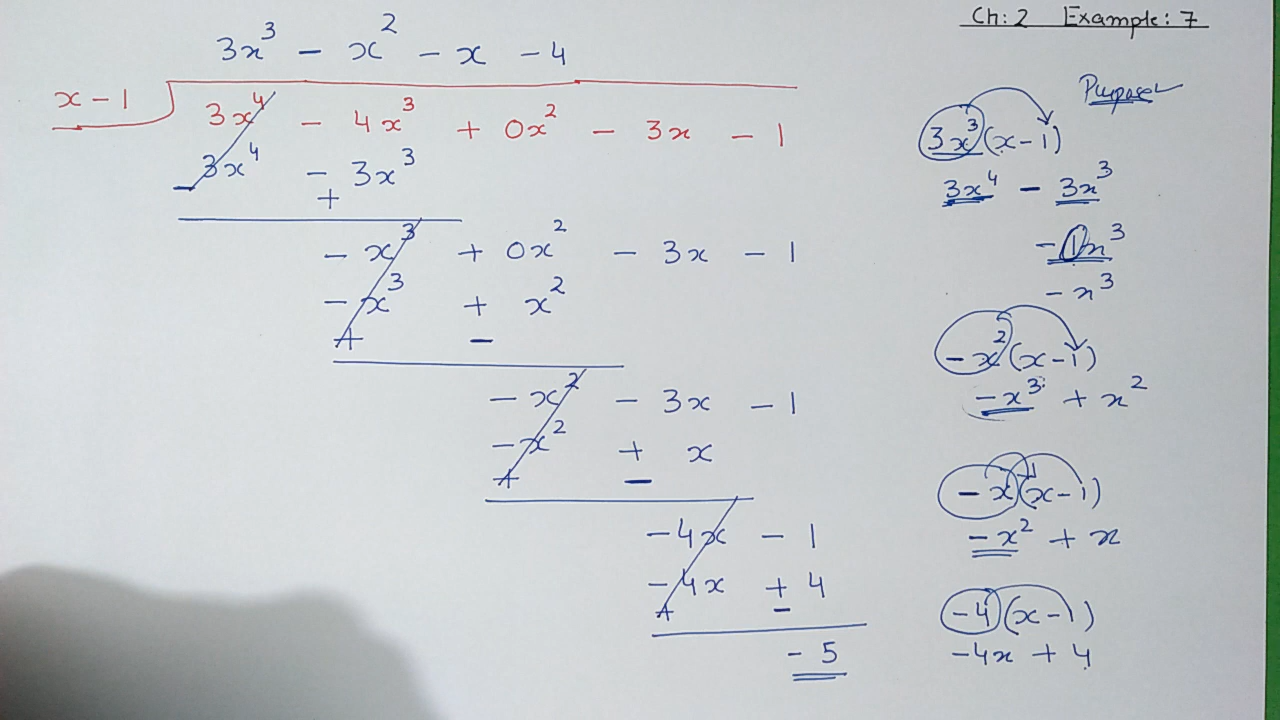 Ch: 2 Example: 7
3x³ - x² - x - 4
x - 1
3x⁴ - 4x³ + 0x² - 3x - 1
3x⁴ - 3x³
- +
- x³ + 0x² - 3x - 1
- x³ + x²
+ -
- x² - 3x - 1
- x² + x
+ -
-4x - 1
-4x + 4
+ -
- 5
3x³(x-1)
3x⁴ - 3x³
-1x³
-x³
-x²(x-1)
-x³ + x²
-x(x-1)
-x² + x
-4(x-1)
-4x + 4